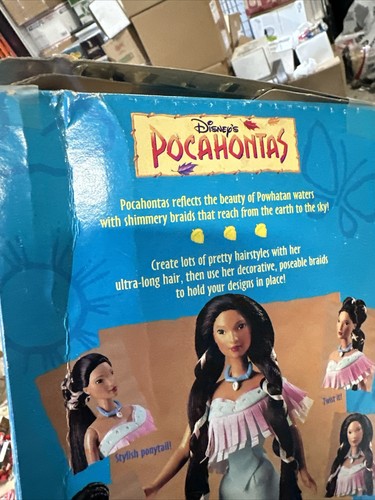 Disney's
POCAHONTAS
Pocahontas reflects the beauty of Powhatan waters
with shimmery braids that reach from the earth to the sky!
Create lots of pretty hairstyles with her
ultra-long hair, then use her decorative, poseable braids
to hold your designs in place!
Stylish ponytail!
Twist it!